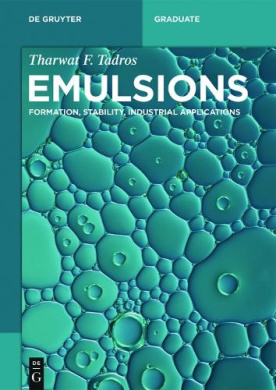 DE GRUYTER
GRADUATE
Tharwat F. Tadros
EMULSIONS
FORMATION, STABILITY, INDUSTRIAL APPLICATIONS
DE
G